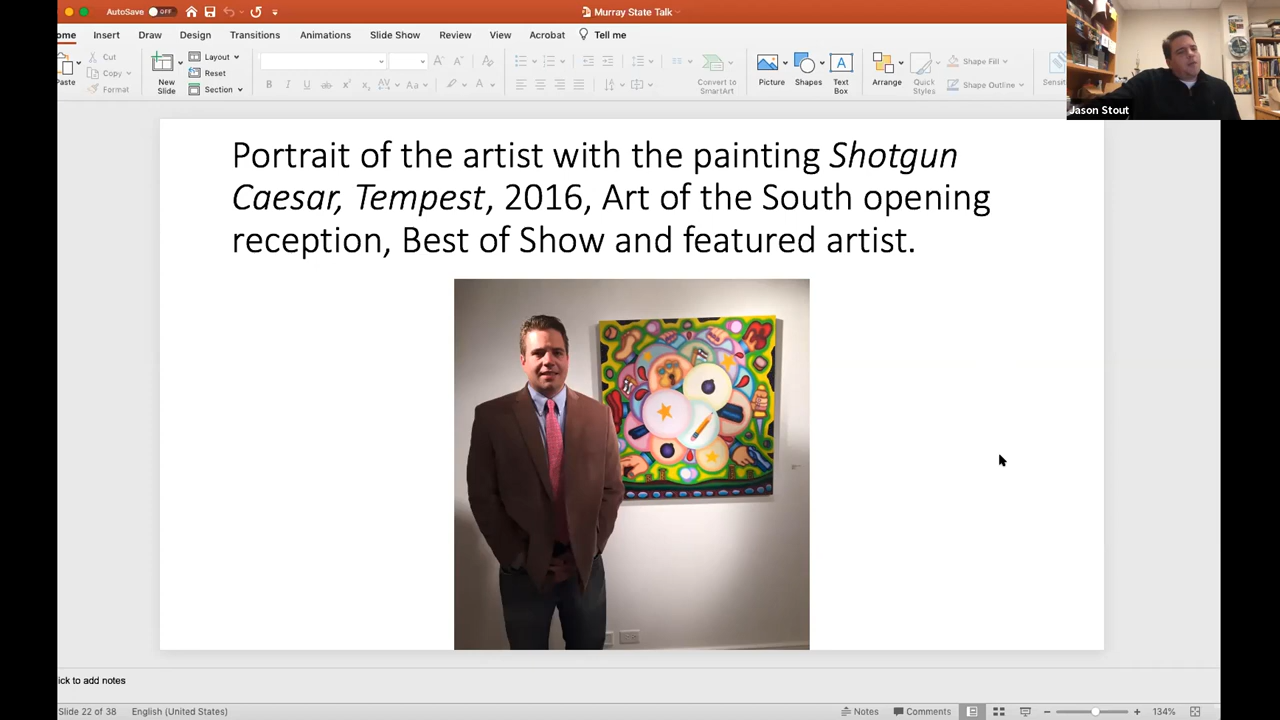 AutoSave OFF
Murray State Talk
ome Insert Draw Design Transitions Animations Slide Show Review View Acrobat Tell me
Cut
Copy
Format
aste
New
Slide
Layout
Reset
Section
Convert to
SmartArt
Picture
Shapes
Text
Box
Arrange
Quick
Styles
Shape Fill
Shape Outline
Sensiti
Jason Stout
Portrait of the artist with the painting Shotgun
Caesar, Tempest, 2016, Art of the South opening
reception, Best of Show and featured artist.
ick to add notes
Slide 22 of 38 English (United States) Notes Comments 134%